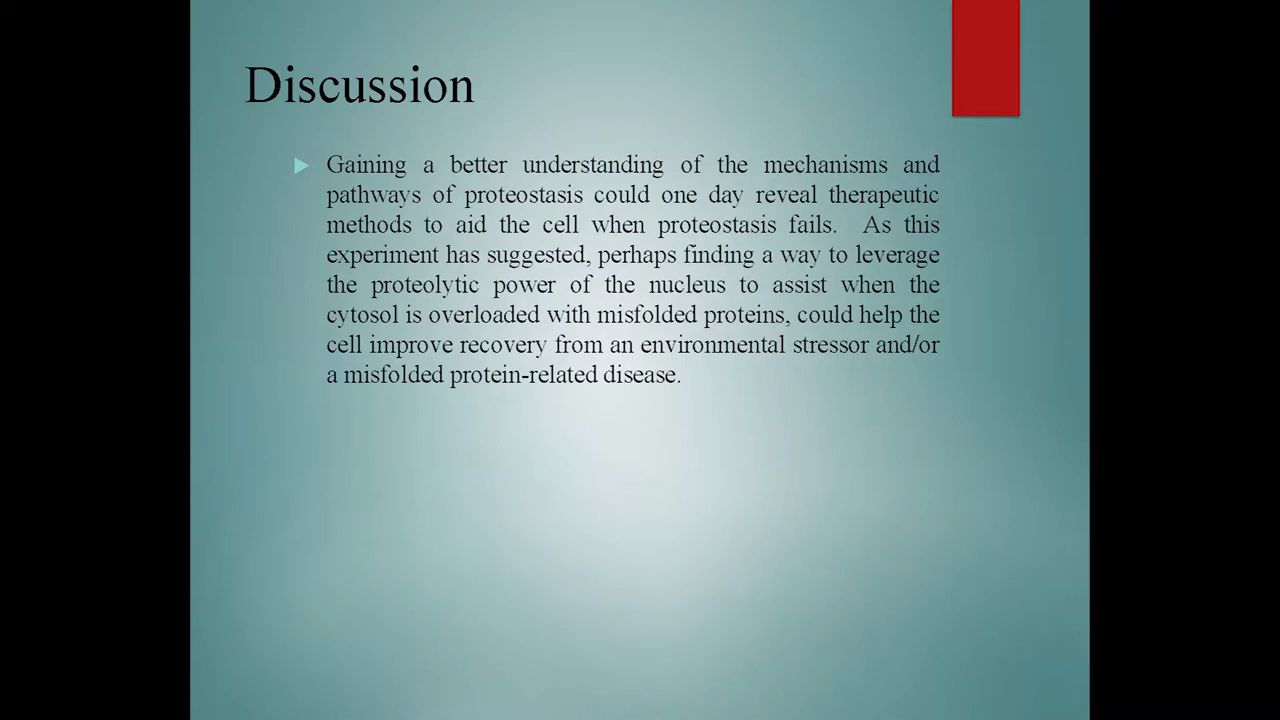 Discussion
Gaining a better understanding of the mechanisms and
pathways of proteostasis could one day reveal therapeutic
methods to aid the cell when proteostasis fails.  As this
experiment has suggested, perhaps finding a way to leverage
the proteolytic power of the nucleus to assist when the
cytosol is overloaded with misfolded proteins, could help the
cell improve recovery from an environmental stressor and/or
a misfolded protein-related disease.